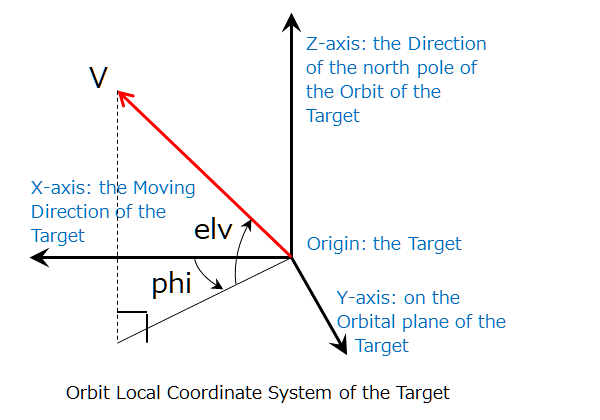 Z-axis: the Direction
of the north pole of
the Orbit of the
Target
V
X-axis: the Moving
Direction of the
Target
elv
Origin: the Target
phi
Y-axis: on the
Orbital plane of the
Target
Orbit Local Coordinate System of the Target